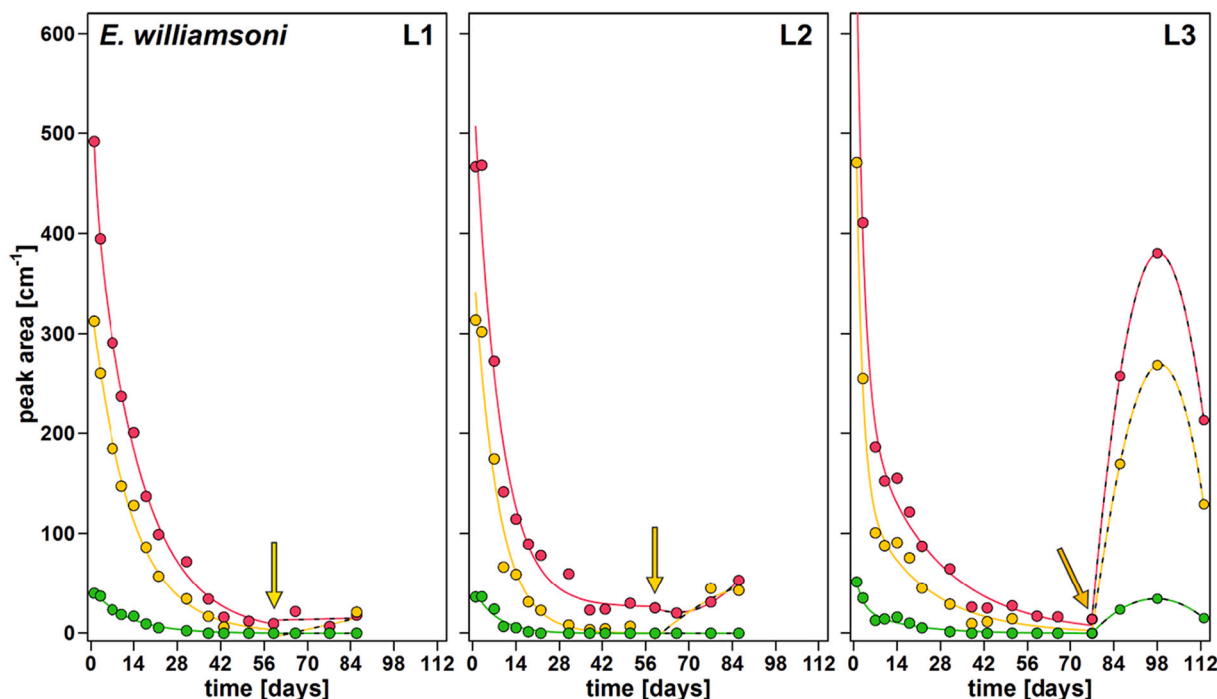 E. williamsoni L1 L2 L3
600
500
400
300
200
100
0
peak area [cm-1]
0 14 28 42 56 70 84 98 112 0 14 28 42 56 70 84 98 112 0 14 28 42 56 70 84 98 112
time [days] time [days] time [days]